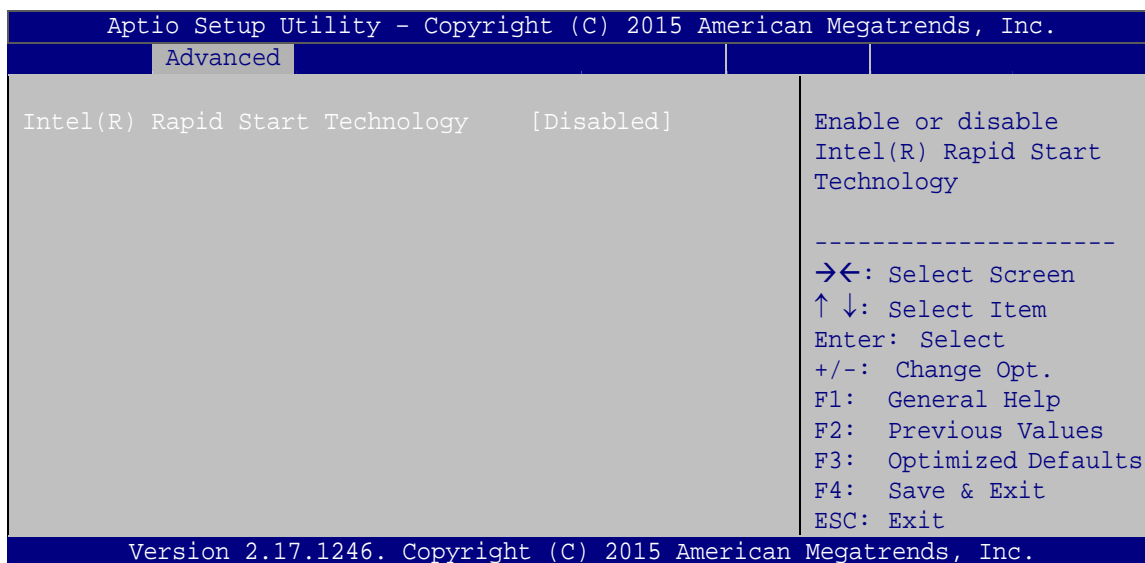 Aptio Setup Utility – Copyright (C) 2015 American Megatrends, Inc.
Advanced
Intel(R) Rapid Start Technology [Disabled]
Enable or disable
Intel(R) Rapid Start
Technology
---------------------
→←: Select Screen
↑ ↓: Select Item
Enter: Select
+/-: Change Opt.
F1: General Help
F2: Previous Values
F3: Optimized Defaults
F4: Save & Exit
ESC: Exit
Version 2.17.1246. Copyright (C) 2015 American Megatrends, Inc.